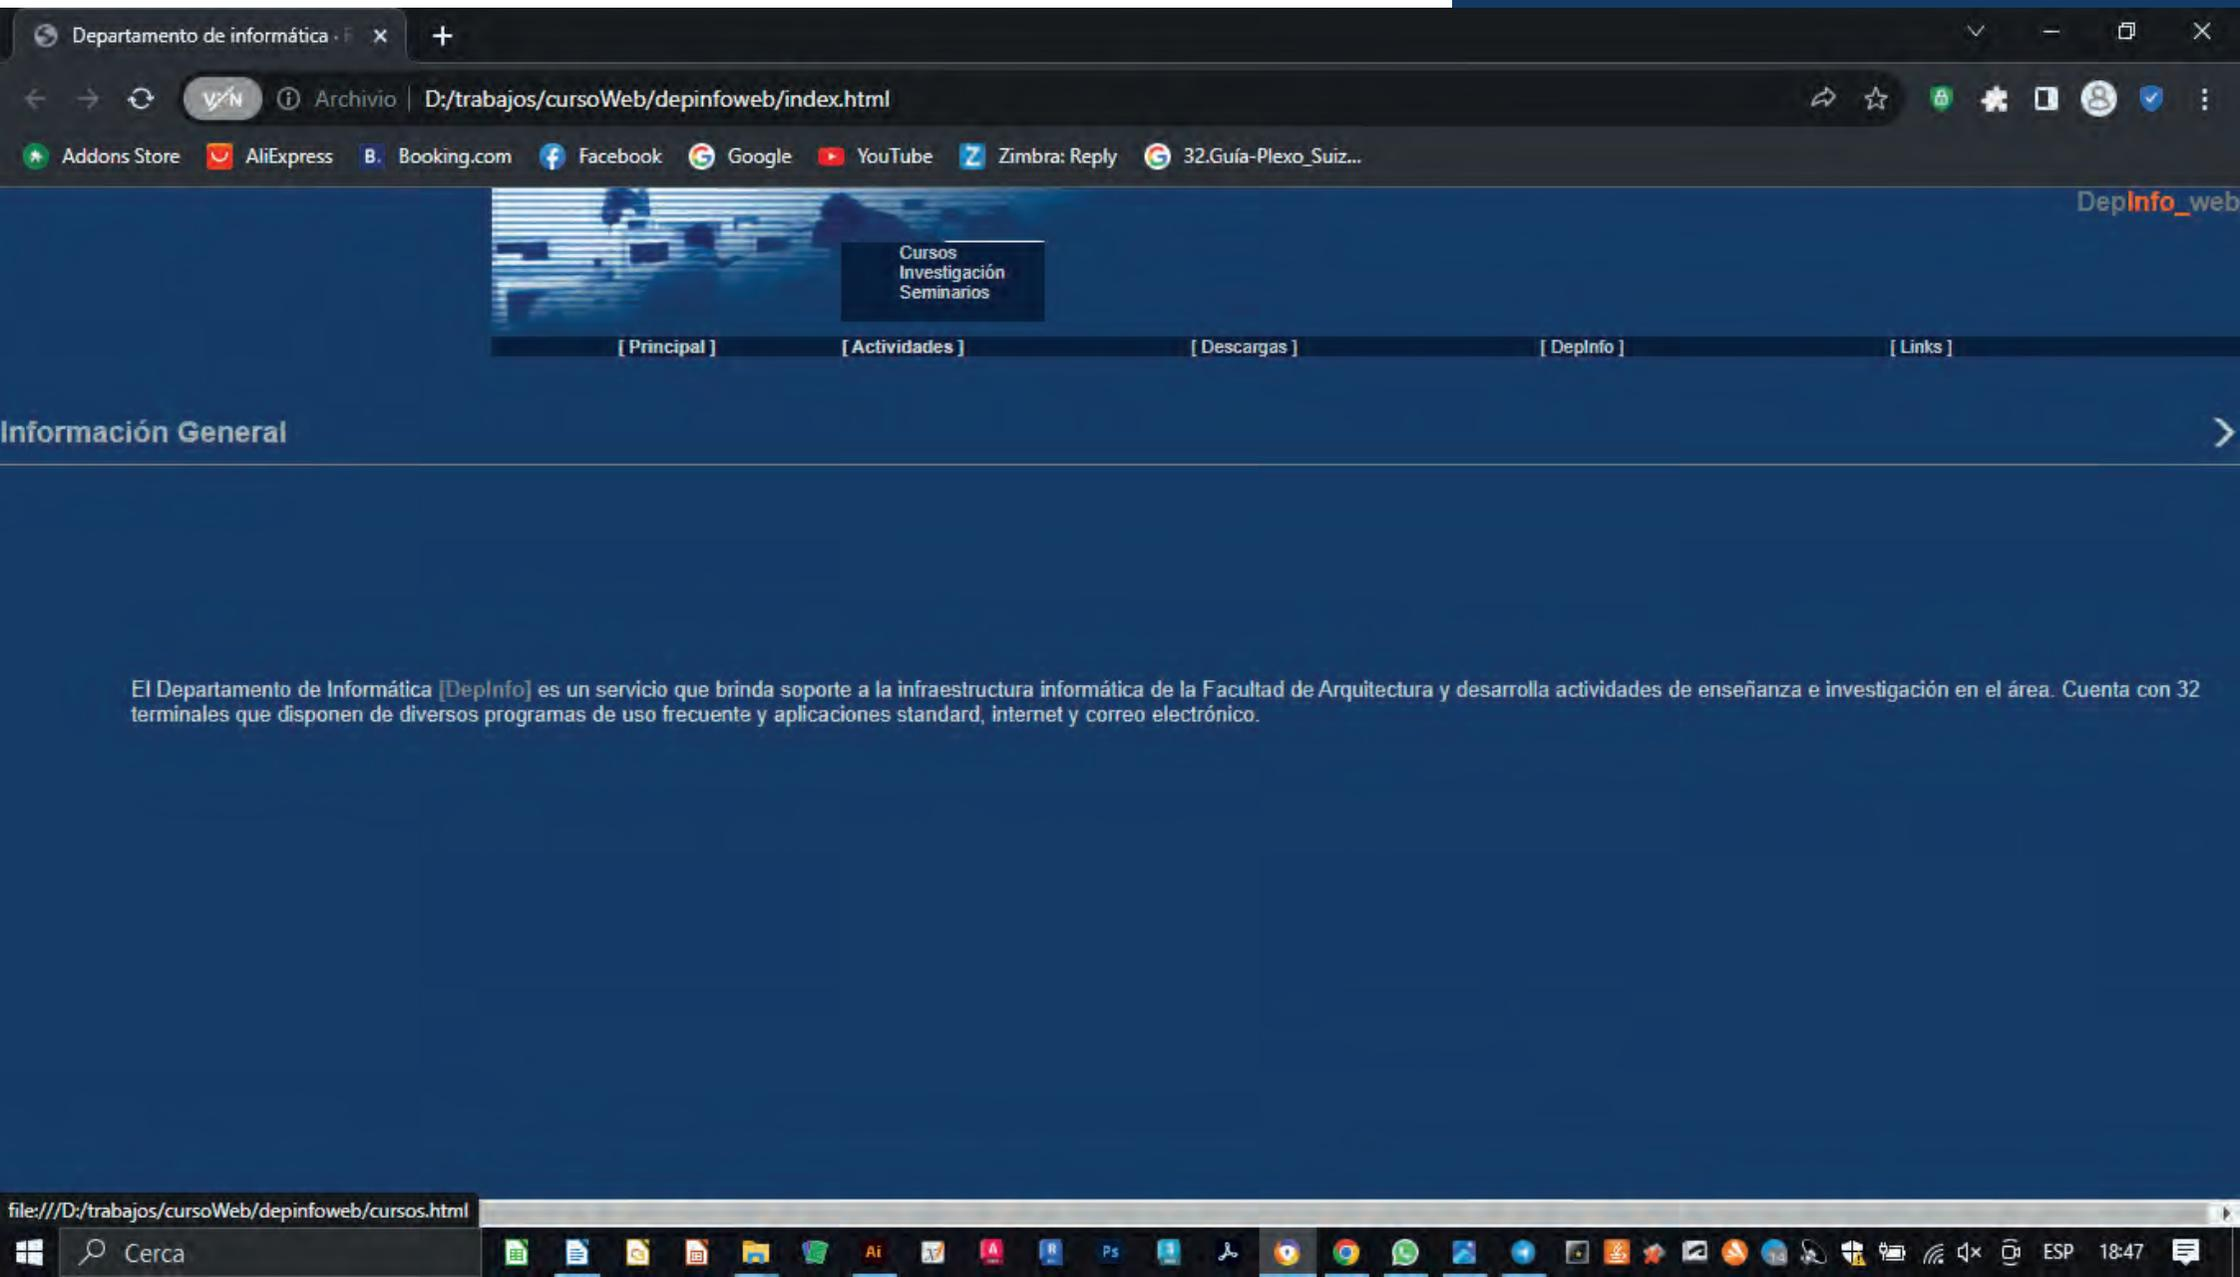 Departamento de informática · F
V/N Archivio | D:/trabajos/cursoWeb/depinfoweb/index.html
Addons Store AliExpress B. Booking.com Facebook Google YouTube Zimbra: Reply 32.Guía-Plexo_Suiz...
DepInfo_web
Cursos
Investigación
Seminarios
[ Principal ] [ Actividades ] [ Descargas ] [ DepInfo ] [ Links ]
Información General
El Departamento de Informática [DepInfo] es un servicio que brinda soporte a la infraestructura informática de la Facultad de Arquitectura y desarrolla actividades de enseñanza e investigación en el área. Cuenta con 32
terminales que disponen de diversos programas de uso frecuente y aplicaciones standard, internet y correo electrónico.
file:///D:/trabajos/cursoWeb/depinfoweb/cursos.html
Cerca Ai Ps ESP 18:47